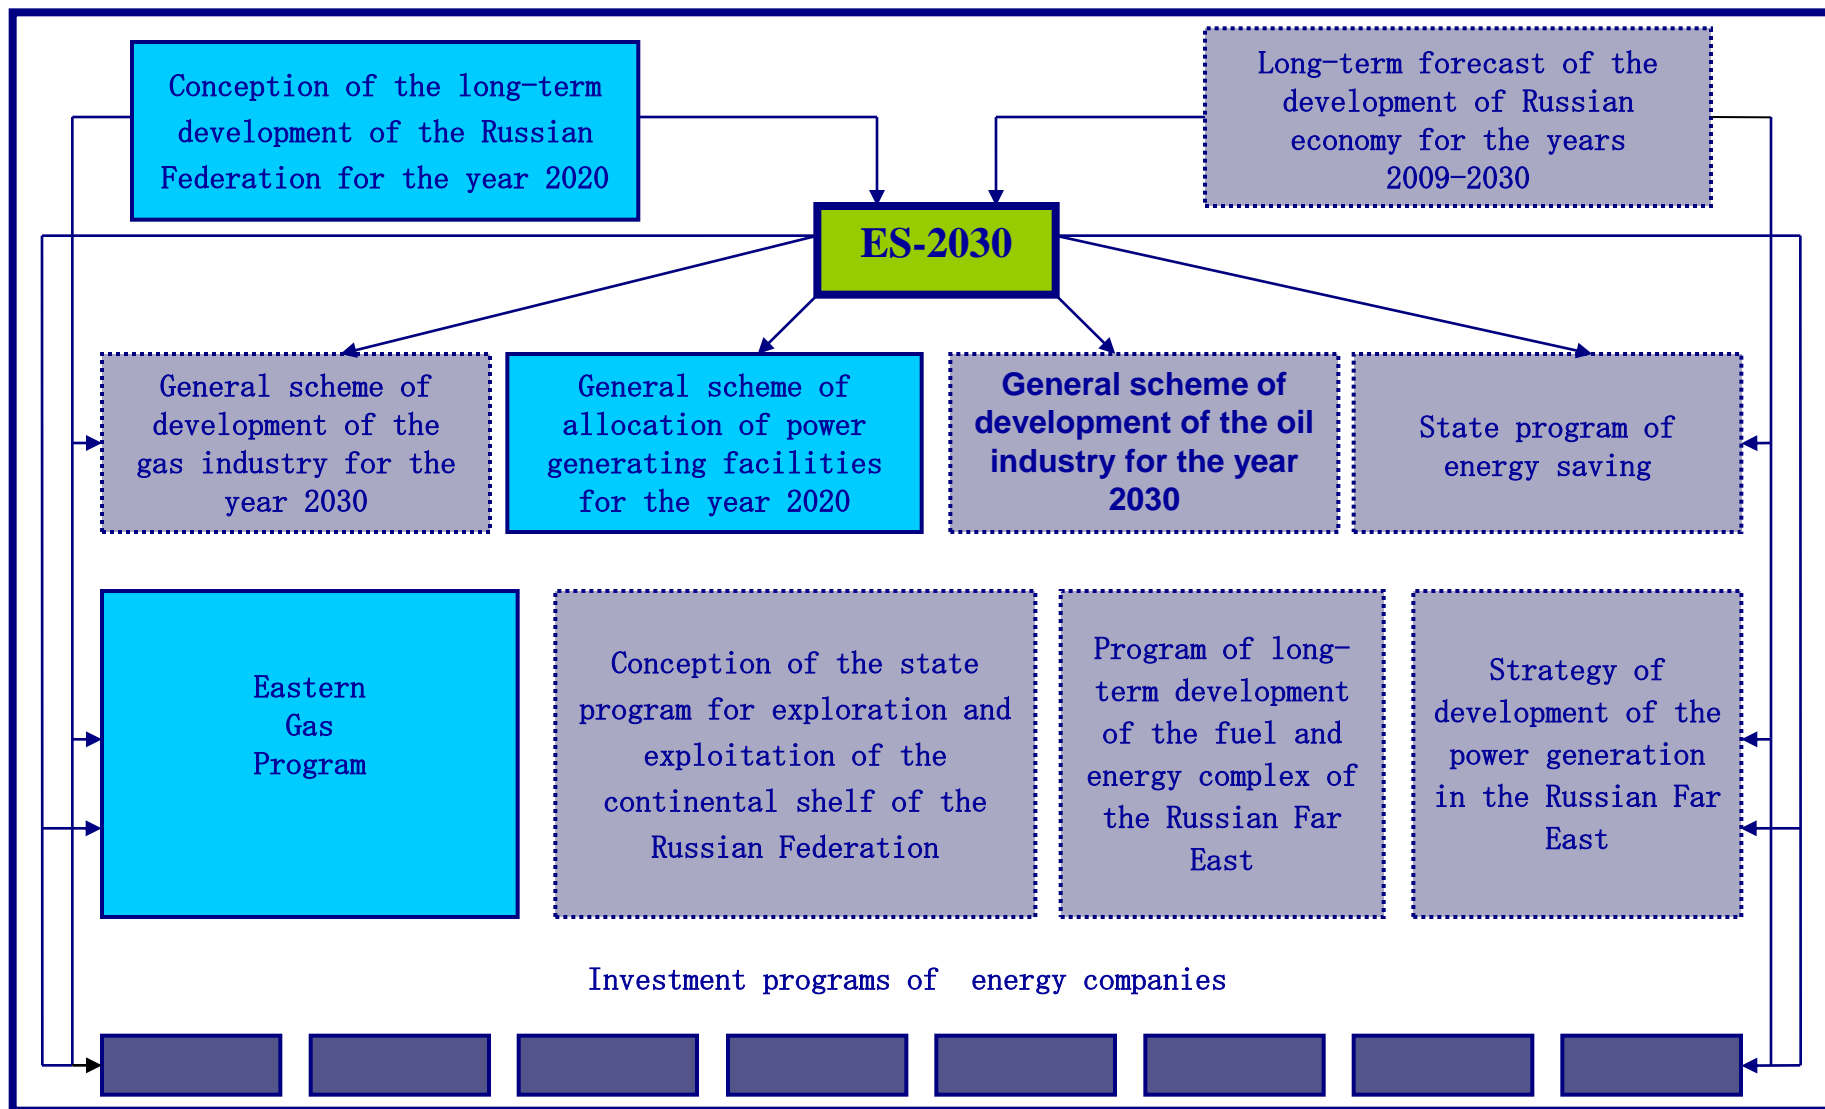 Conception of the long-term
development of the Russian
Federation for the year 2020
Long-term forecast of the
development of Russian
economy for the years
2009-2030
ES-2030
General scheme of
development of the
gas industry for the
year 2030
General scheme of
allocation of power
generating facilities
for the year 2020
General scheme of
development of the oil
industry for the year
2030
State program of
energy saving
Eastern
Gas
Program
Conception of the state
program for exploration and
exploitation of the
continental shelf of the
Russian Federation
Program of long-
term development
of the fuel and
energy complex of
the Russian Far
East
Strategy of
development of the
power generation
in the Russian Far
East
Investment programs of  energy companies